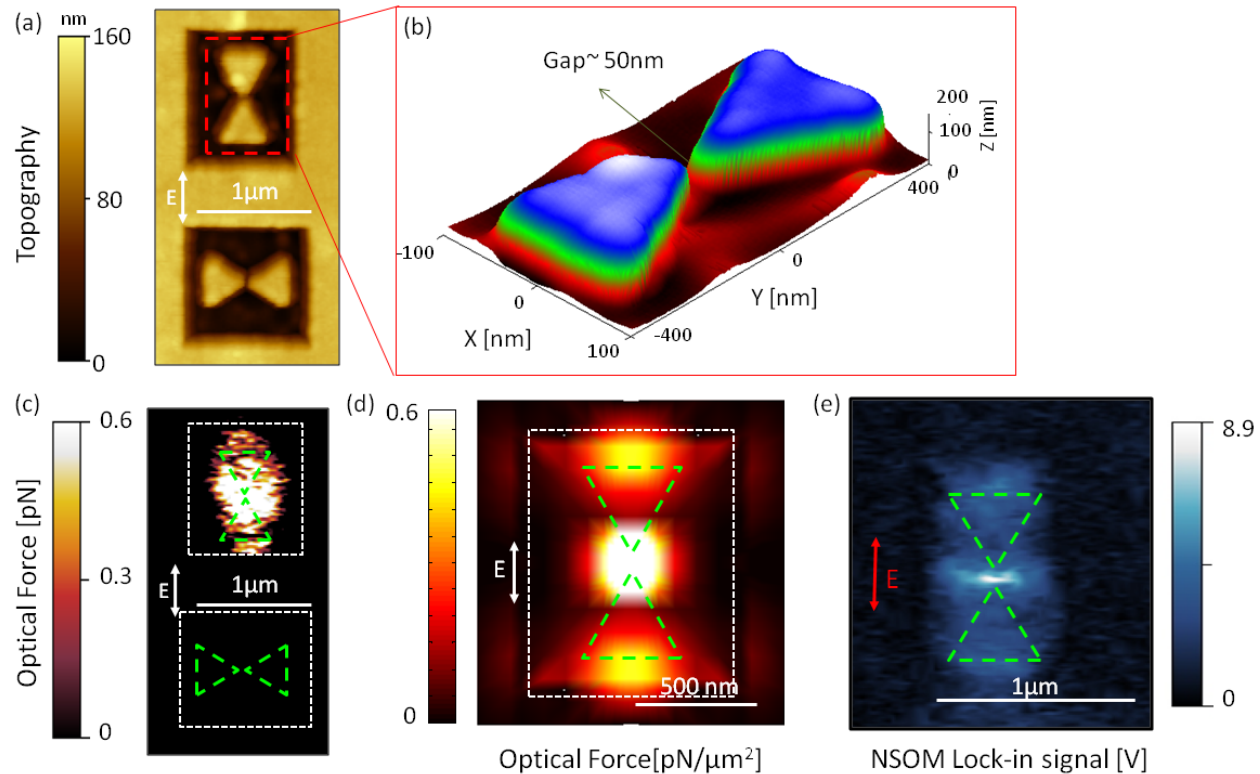 (a)
nm
160
80
0
Topography
E
1µm
(b)
Gap~ 50nm
200
100
0
Z [nm]
400
0
-400
Y [nm]
-100
0
100
X [nm]
(c)
0.6
0.3
0
Optical Force [pN]
E
1µm
(d)
0.6
0
E
500 nm
Optical Force[pN/µm²]
(e)
E
1µm
8.9
0
NSOM Lock-in signal [V]